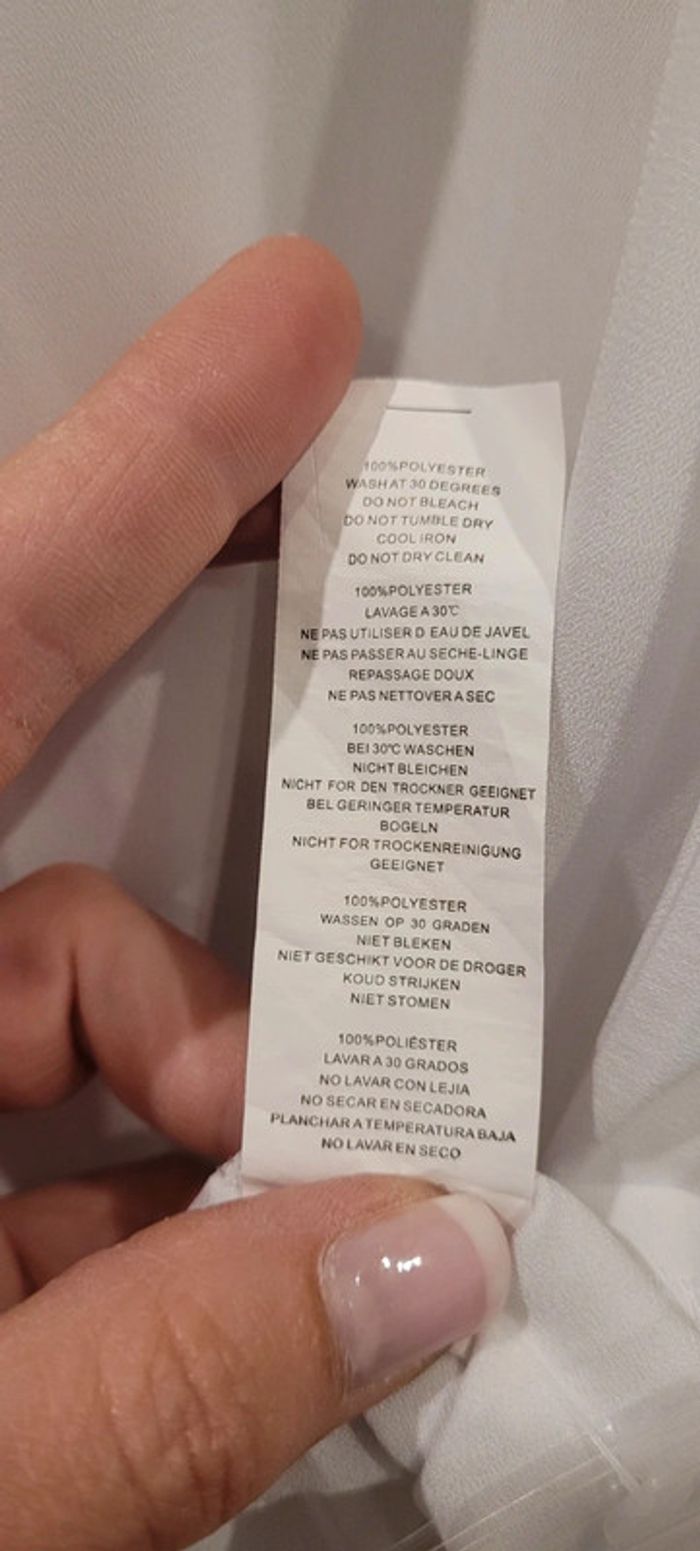 100%POLYESTER
WASH AT 30 DEGREES
DO NOT BLEACH
DO NOT TUMBLE DRY
COOL IRON
DO NOT DRY CLEAN
100%POLYESTER
LAVAGE A 30℃
NE PAS UTILISER D EAU DE JAVEL
NE PAS PASSER AU SECHE-LINGE
REPASSAGE DOUX
NE PAS NETTOVER A SEC
100%POLYESTER
BEI 30℃ WASCHEN
NICHT BLEICHEN
NICHT FOR DEN TROCKNER GEEIGNET
BEL GERINGER TEMPERATUR
BOGELN
NICHT FOR TROCKENREINIGUNG
GEEIGNET
100%POLYESTER
WASSEN OP 30 GRADEN
NIET BLEKEN
NIET GESCHIKT VOOR DE DROGER
KOUD STRIJKEN
NIET STOMEN
100%POLIÉSTER
LAVAR A 30 GRADOS
NO LAVAR CON LEJIA
NO SECAR EN SECADORA
PLANCHAR A TEMPERATURA BAJA
NO LAVAR EN SECO